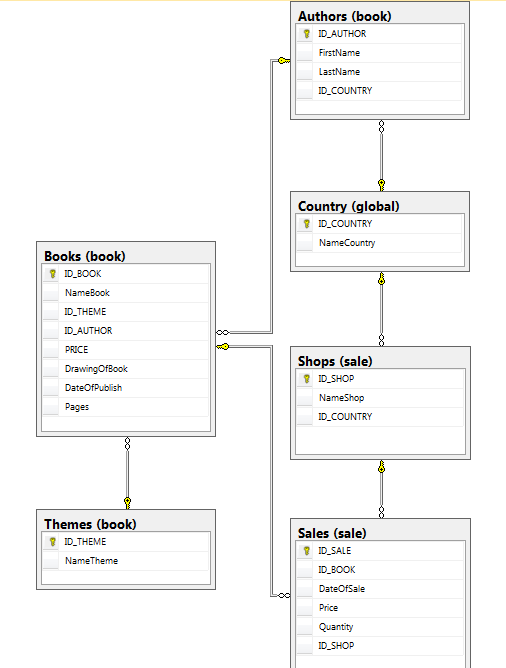 Authors (book)
ID_AUTHOR
FirstName
LastName
ID_COUNTRY
Country (global)
ID_COUNTRY
NameCountry
Books (book)
ID_BOOK
NameBook
ID_THEME
ID_AUTHOR
PRICE
DrawingOfBook
DateOfPublish
Pages
Shops (sale)
ID_SHOP
NameShop
ID_COUNTRY
Themes (book)
ID_THEME
NameTheme
Sales (sale)
ID_SALE
ID_BOOK
DateOfSale
Price
Quantity
ID_SHOP